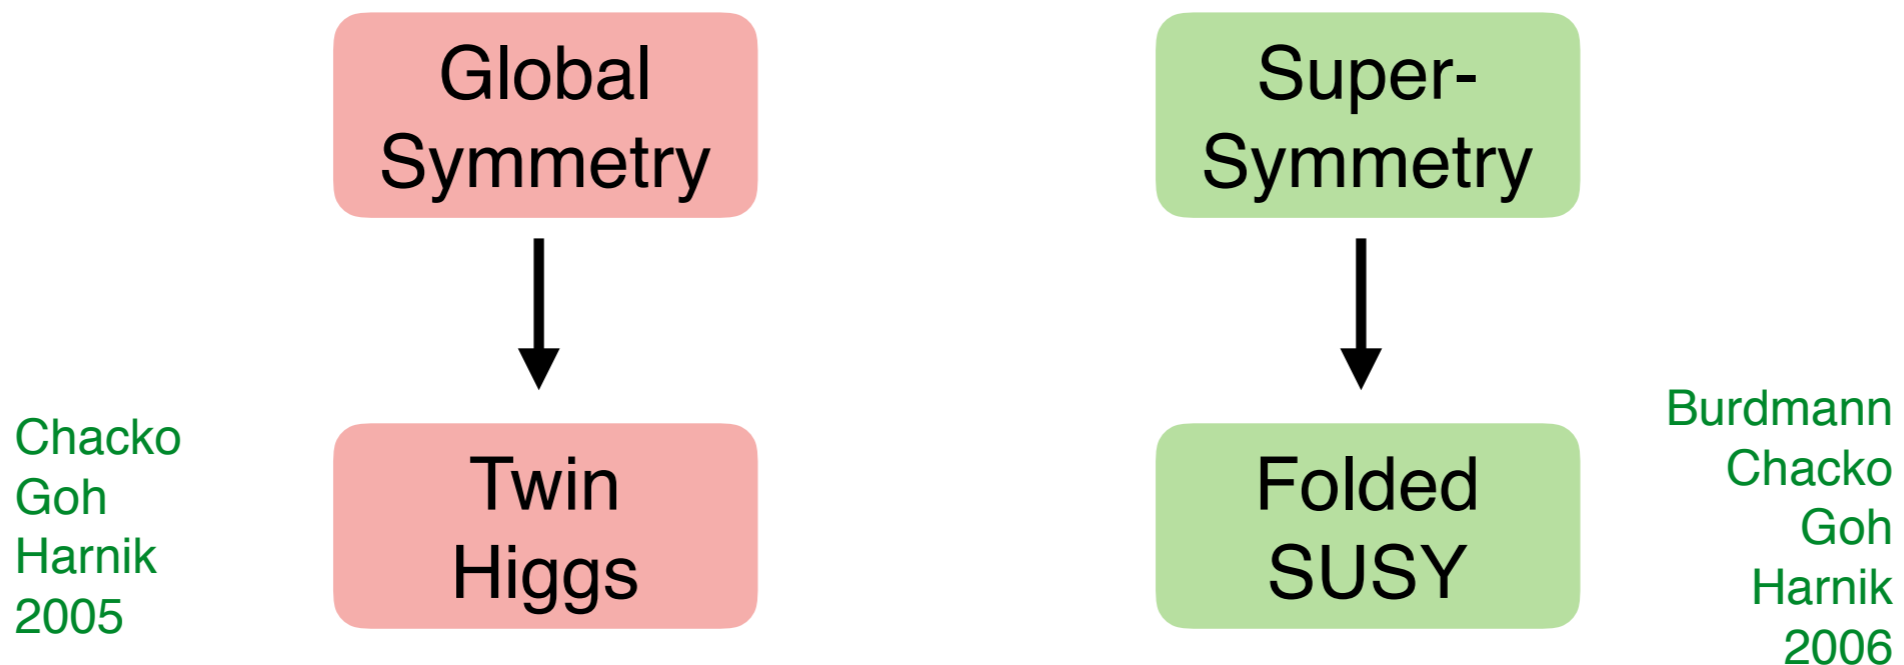 Global
Symmetry
Super-
Symmetry
Chacko
Goh
Harnik
2005
Twin
Higgs
Folded
SUSY
Burdmann
Chacko
Goh
Harnik
2006